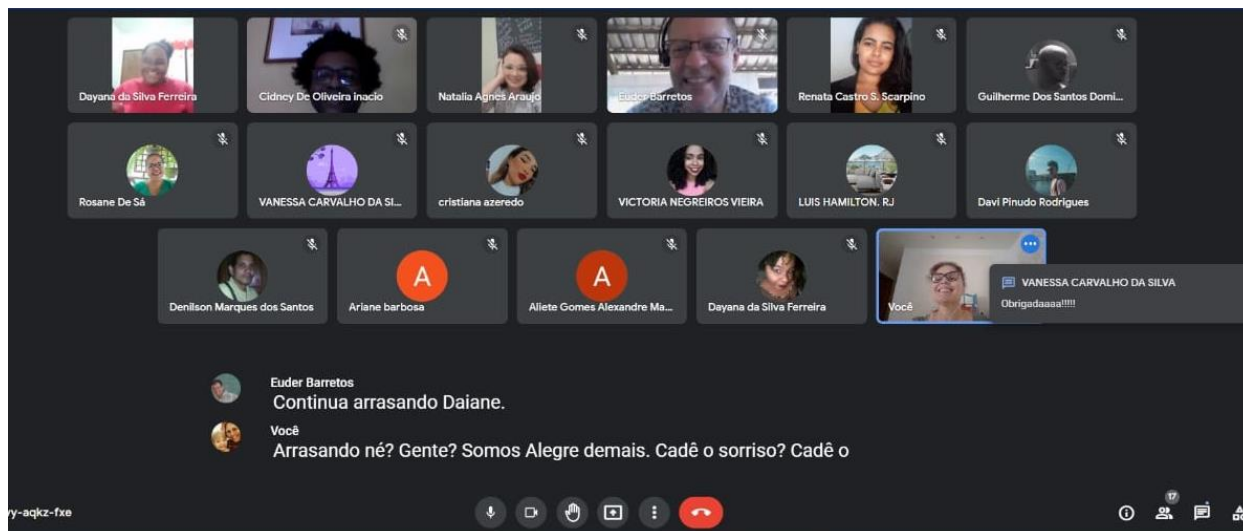 Dayana da Silva Ferreira
Cidney De Oliveira inacio
Natalia Agnes Araujo
Euder Barretos
Renata Castro S. Scarpino
Guilherme Dos Santos Domi...
Rosane De Sá
VANESSA CARVALHO DA SI...
cristiana azeredo
VICTORIA NEGREIROS VIEIRA
LUIS HAMILTON. RJ
Davi Pinudo Rodrigues
Denilson Marques dos Santos
A
Ariane barbosa
A
Aliete Gomes Alexandre Ma...
Dayana da Silva Ferreira
Você
VANESSA CARVALHO DA SILVA
Obrigadaaaa!!!!!
Euder Barretos
Continua arrasando Daiane.
Você
Arrasando né? Gente? Somos Alegre demais. Cadê o sorriso? Cadê o
yy-aqkz-fxe
17